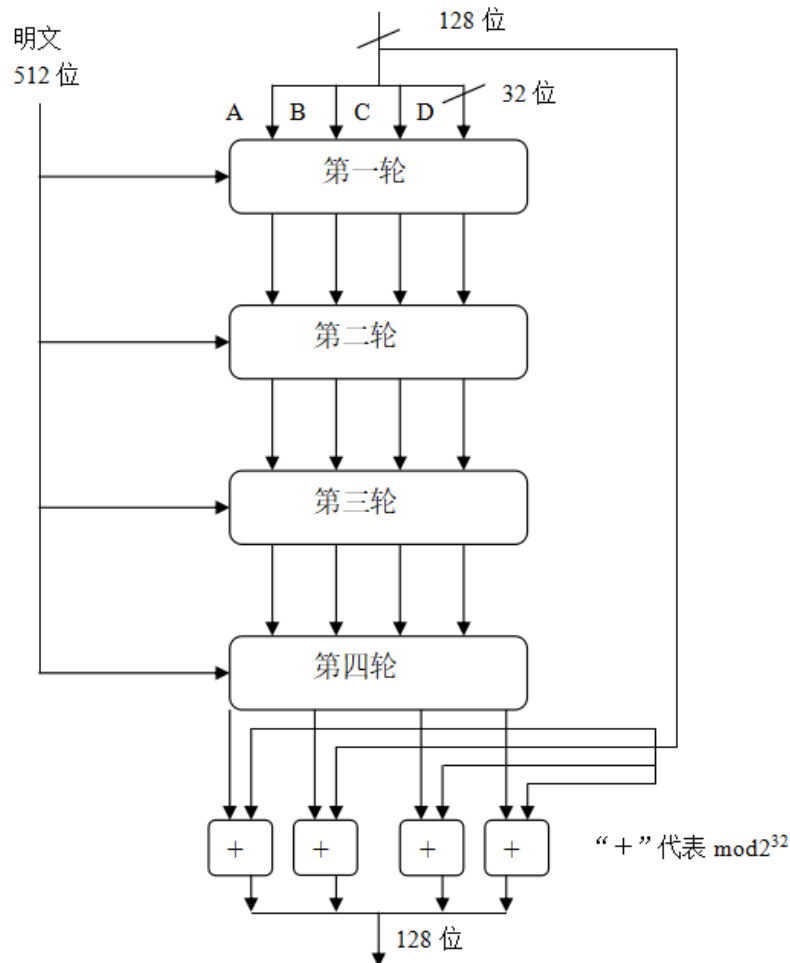 128 位
明文
512 位
32 位
A B C D
第一轮
第二轮
第三轮
第四轮
+ + + +
“+”代表 mod2³²
128 位